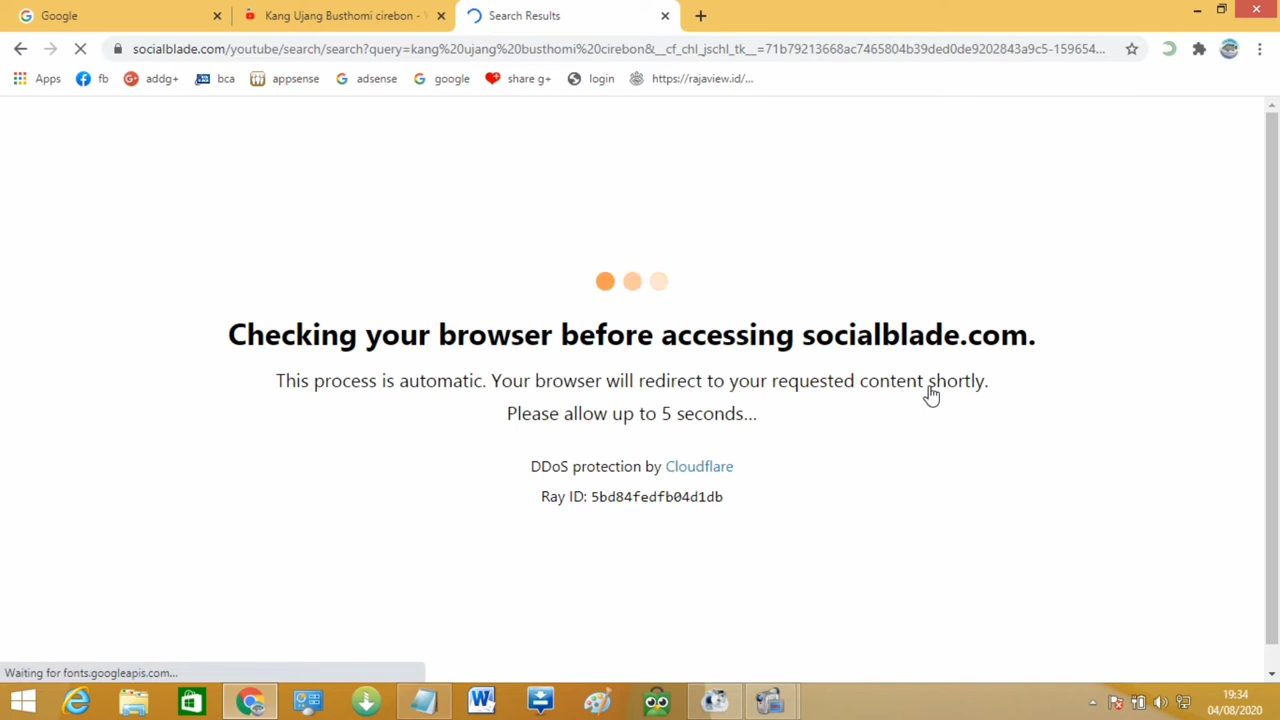 Google
Kang Ujang Busthomi cirebon -
Search Results
socialblade.com/youtube/search/search?query=kang%20ujang%20busthomi%20cirebon&__cf_chl_jschl_tk__=71b79213668ac7465804b39ded0de9202843a9c5-159654...
Apps fb addg+ bca appsense adsense google share g+ login https://rajaview.id/...
Checking your browser before accessing socialblade.com.
This process is automatic. Your browser will redirect to your requested content shortly.
Please allow up to 5 seconds...
DDoS protection by Cloudflare
Ray ID: 5bd84fedfb04d1db
Waiting for fonts.googleapis.com...
19:34
04/08/2020